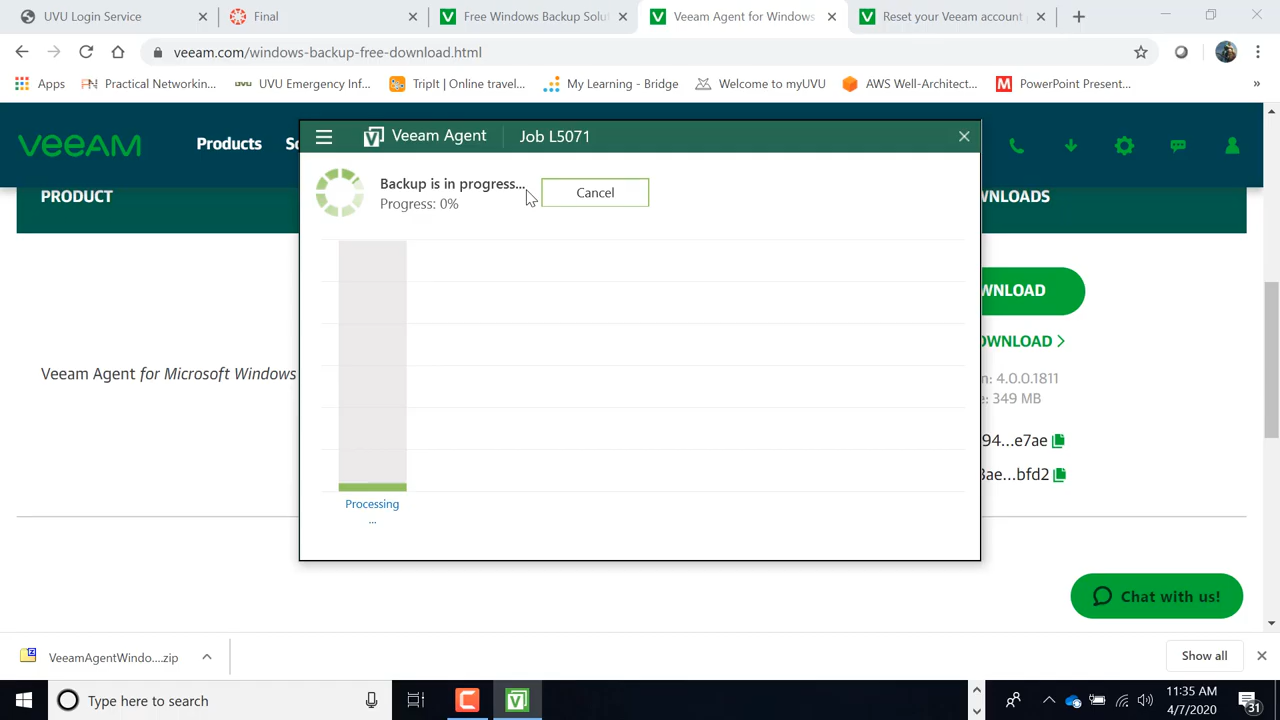 UVU Login Service
Final
Free Windows Backup Solu
Veeam Agent for Windows
Reset your Veeam account
veeam.com/windows-backup-free-download.html
Apps
Practical Networkin...
UVU Emergency Inf...
TripIt | Online travel...
My Learning - Bridge
Welcome to myUVU
AWS Well-Architect...
PowerPoint Present...
veeam
Products
So
Veeam Agent
Job L5071
Backup is in progress...
Cancel
Progress: 0%
PRODUCT
WNLOADS
WNLOAD
OWNLOAD
Veeam Agent for Microsoft Windows
n: 4.0.0.1811
e: 349 MB
94...e7ae
3ae...bfd2
Processing
...
Chat with us!
VeeamAgentWindo....zip
Show all
Type here to search
11:35 AM
4/7/2020
31